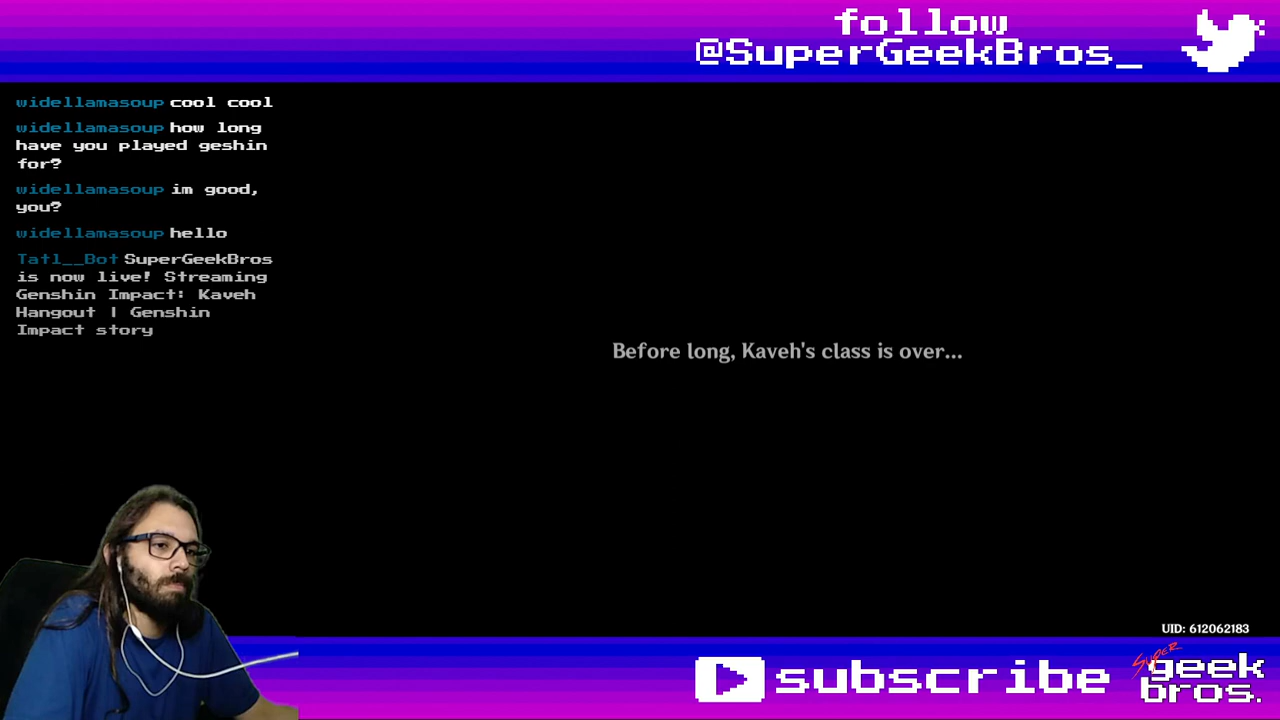 follow
@SuperGeekBros_
widellamasoup cool cool
widellamasoup how long
have you played geshin
for?
widellamasoup im good,
you?
widellamasoup hello
Tatl__Bot SuperGeekBros
is now live! Streaming
Genshin Impact: Kaveh
Hangout | Genshin
Impact story
Before long, Kaveh's class is over...
UID: 612062183
subscribe
SUPER
geek
bros.